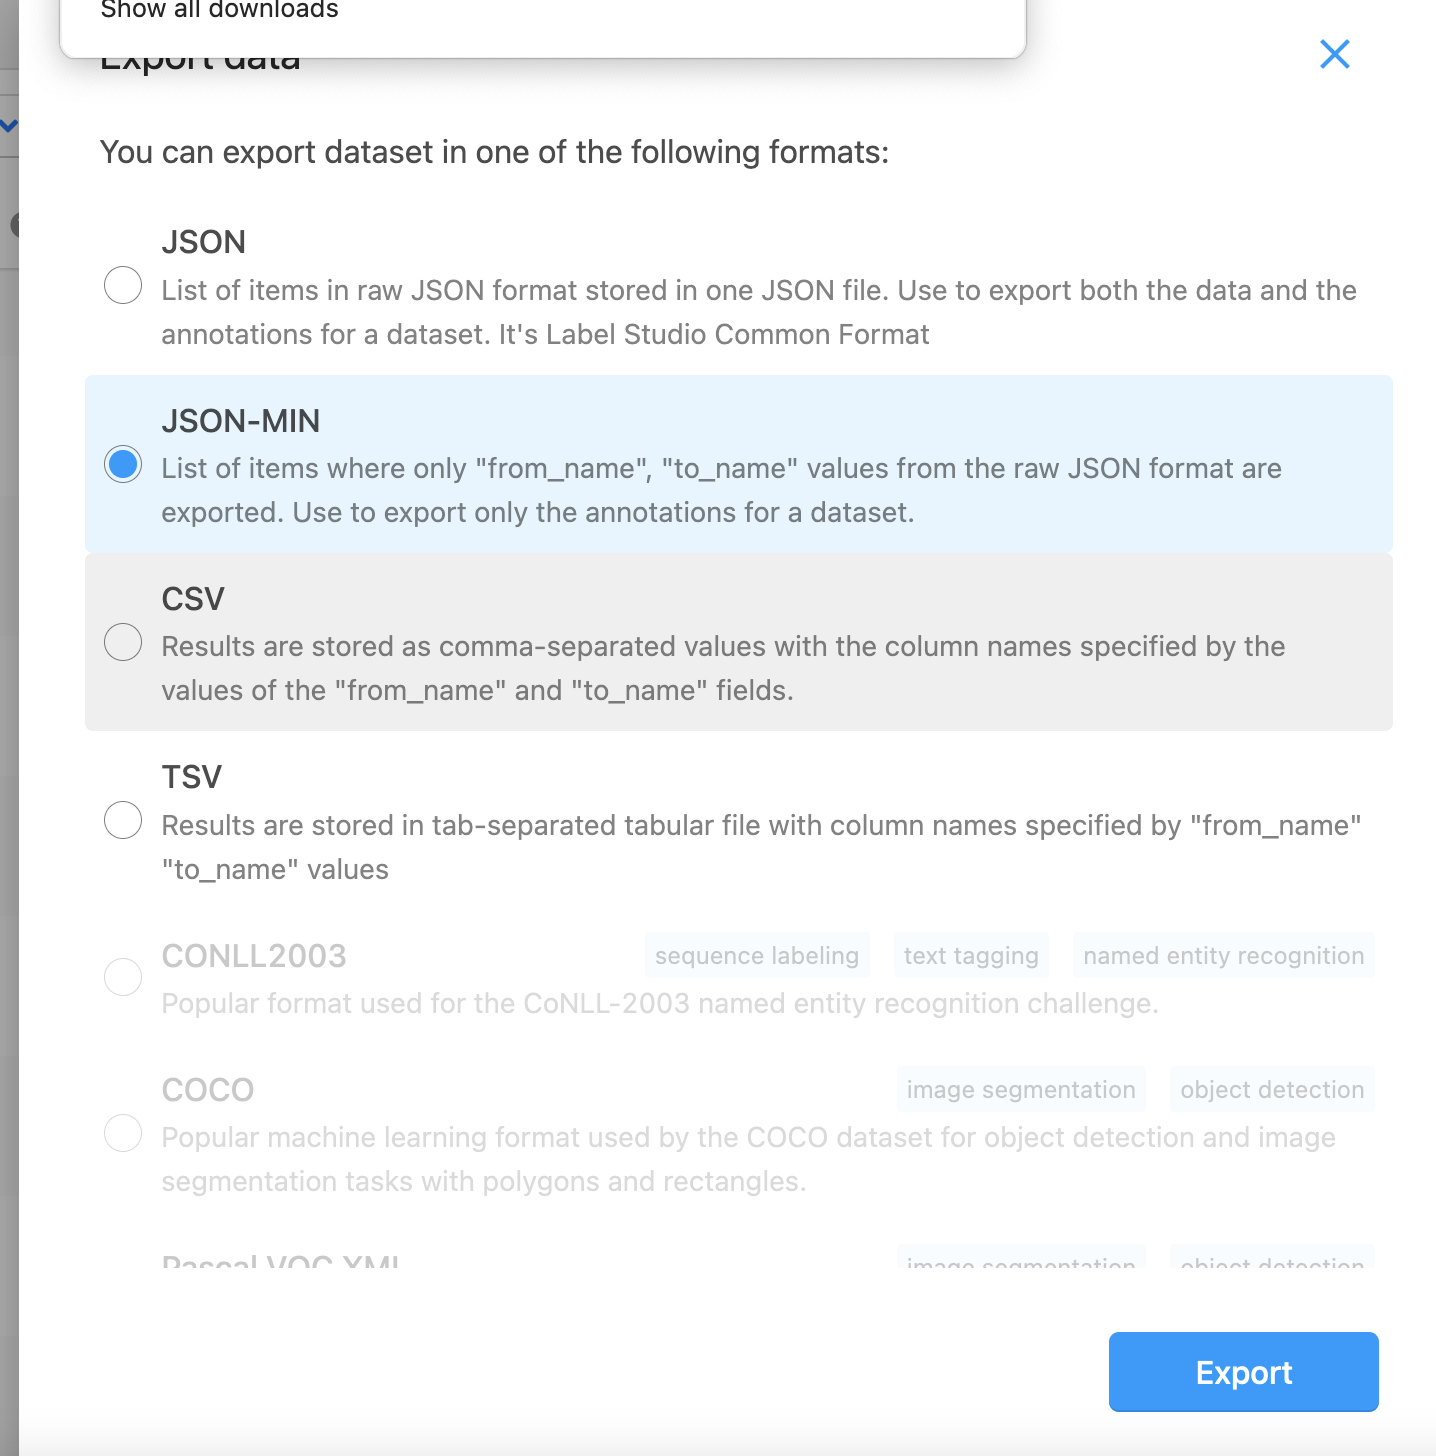 Show all downloads
Export data
You can export dataset in one of the following formats:
JSON
List of items in raw JSON format stored in one JSON file. Use to export both the data and the
annotations for a dataset. It's Label Studio Common Format
JSON-MIN
List of items where only "from_name", "to_name" values from the raw JSON format are
exported. Use to export only the annotations for a dataset.
CSV
Results are stored as comma-separated values with the column names specified by the
values of the "from_name" and "to_name" fields.
TSV
Results are stored in tab-separated tabular file with column names specified by "from_name"
"to_name" values
CONLL2003 sequence labeling text tagging named entity recognition
Popular format used for the CoNLL-2003 named entity recognition challenge.
COCO image segmentation object detection
Popular machine learning format used by the COCO dataset for object detection and image
segmentation tasks with polygons and rectangles.
Pascal VOC XML image segmentation object detection
Export